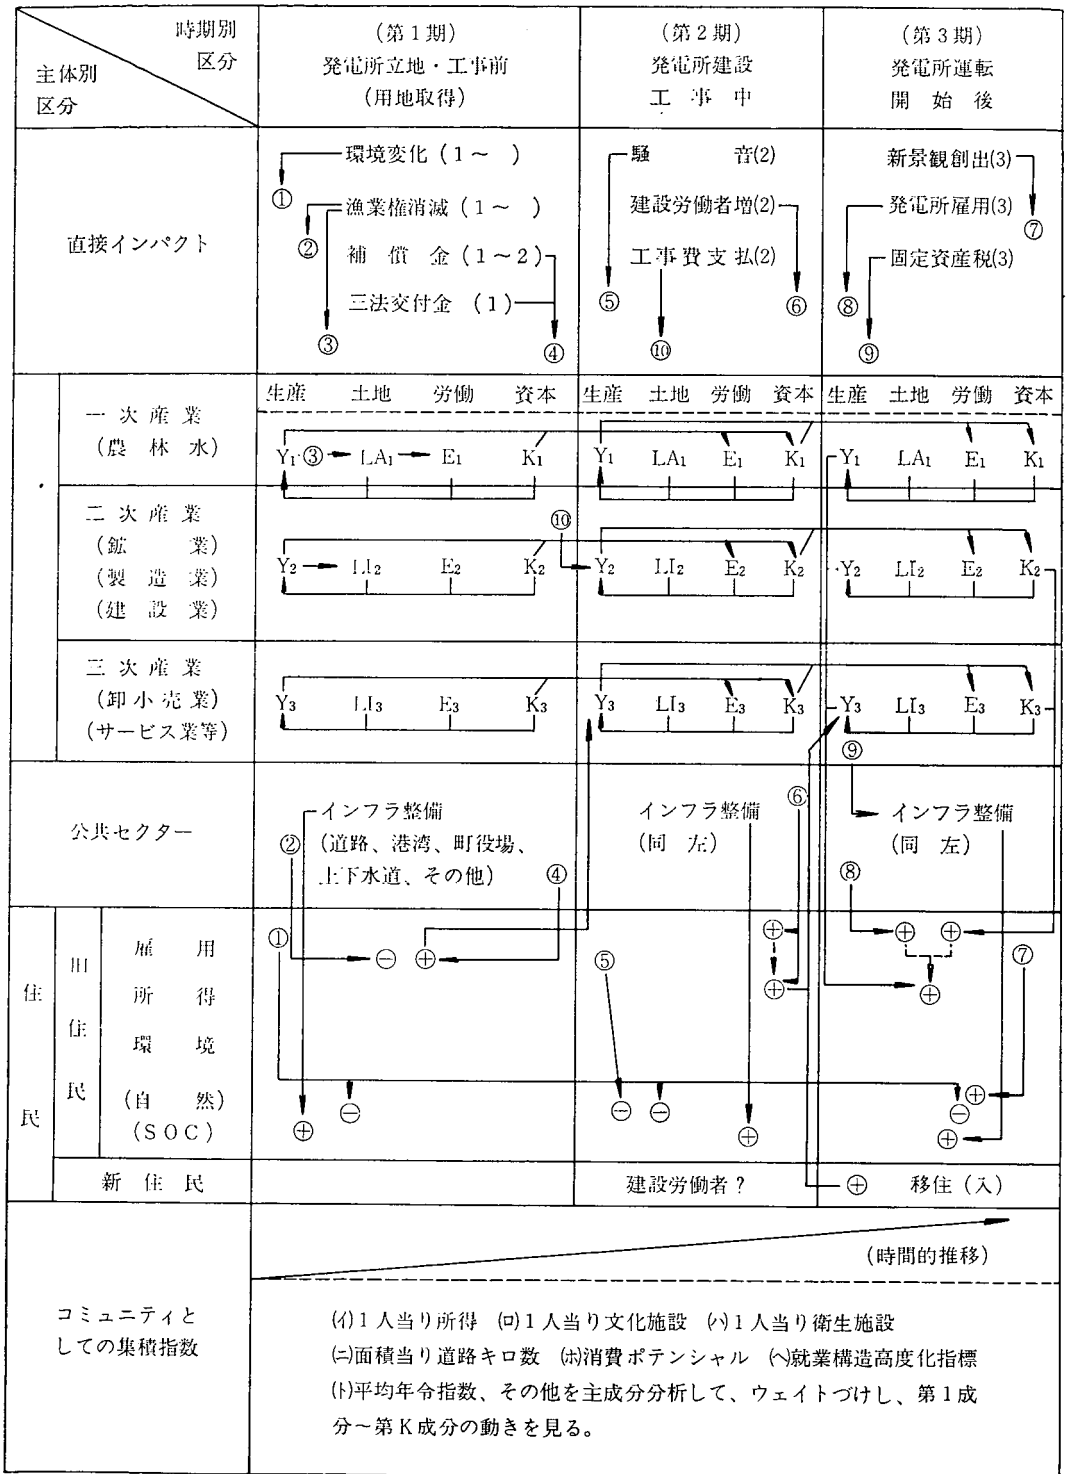 時期別
区分
主体別
区分
(第1期)
発電所立地・工事前
(用地取得)
(第2期)
発電所建設
工事中
(第3期)
発電所運転
開始後
直接インパクト
環境変化(1〜 )
①
漁業権消滅(1〜 )
②
補償金(1〜2)
三法交付金 (1)
③
④
騒音(2)
建設労働者増(2)
工事費支払(2)
⑤
⑥
⑩
新景観創出(3)
発電所雇用(3)
⑦
固定資産税(3)
⑧
⑨
生産 土地 労働 資本 生産 土地 労働 資本 生産 土地 労働 資本
一次産業
(農林水)
Y1 ③ LA1 E1 K1 Y1 LA1 E1 K1 Y1 LA1 E1 K1
二次産業
(鉱業)
(製造業)
(建設業)
⑩
Y2 LI2 E2 K2 Y2 LI2 E2 K2 Y2 LI2 E2 K2
三次産業
(卸小売業)
(サービス業等)
Y3 LI3 E3 K3 Y3 LI3 E3 K3 Y3 LI3 E3 K3
公共セクター
インフラ整備
(道路、港湾、町役場、
上下水道、その他)
②
④
インフラ整備
(同左)
⑥
⑨
インフラ整備
(同左)
⑧
住民
旧住民
雇用
所得
環境
(自然)
(SOC)
①
⊖ ⊕
⊖
⊕
⑤
⊕
⊕
⊖ ⊖
⊕
⊕ ⊕
⑦
⊕
⊕
⊖
⊕
新住民
建設労働者?
⊕ 移住(入)
コミュニティと
しての集積指数
(時間的推移)
(イ)1人当り所得 (ロ)1人当り文化施設 (ハ)1人当り衛生施設
(ニ)面積当り道路キロ数 (ホ)消費ポテンシャル (ヘ)就業構造高度化指標
(ト)平均年令指数、その他を主成分分析して、ウェイトづけし、第1成
分〜第K成分の動きを見る。